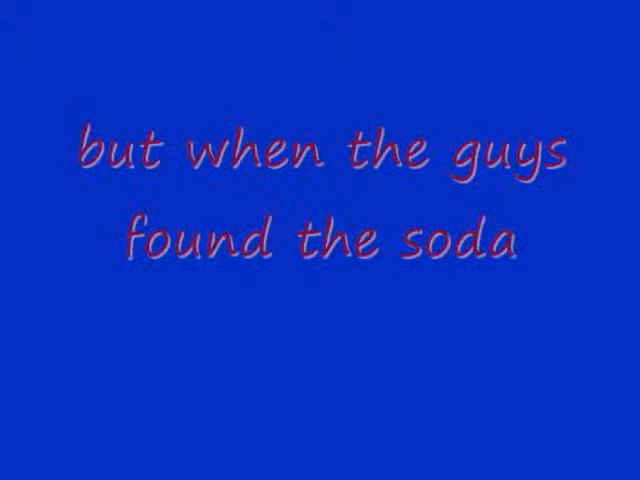 but when the guys
found the soda